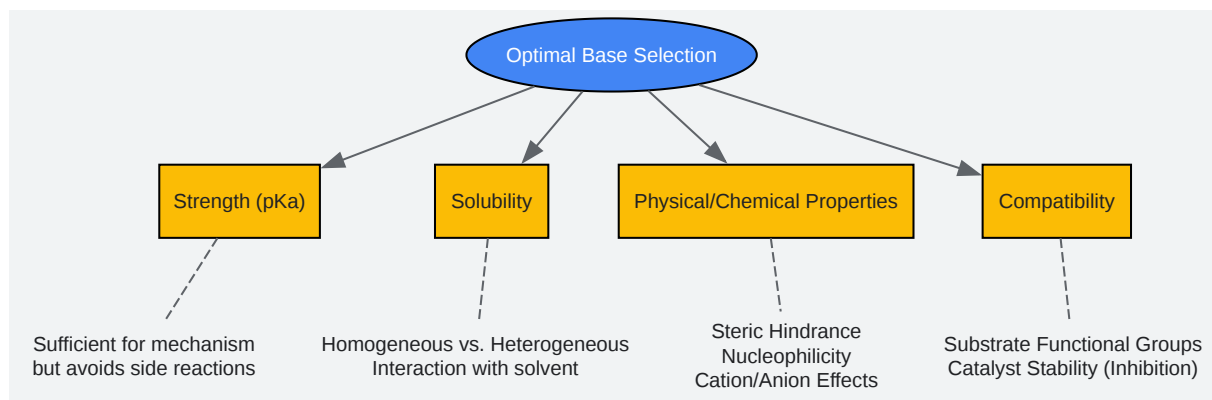 Optimal Base Selection
Strength (pKa)
Solubility
Physical/Chemical Properties
Compatibility
Sufficient for mechanism
but avoids side reactions
Homogeneous vs. Heterogeneous
Interaction with solvent
Steric Hindrance
Nucleophilicity
Cation/Anion Effects
Substrate Functional Groups
Catalyst Stability (Inhibition)